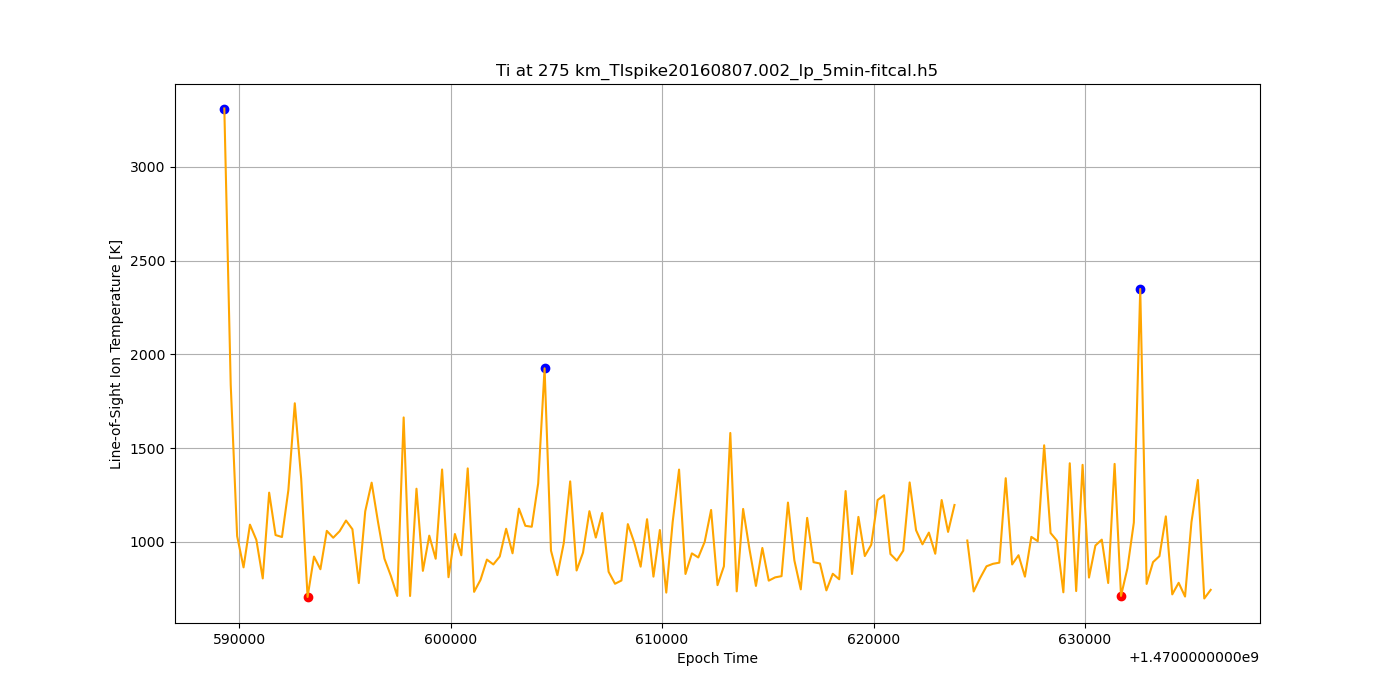 Ti at 275 km_TIspike20160807.002_lp_5min-fitcal.h5
Line-of-Sight Ion Temperature [K]
3000
2500
2000
1500
1000
590000 600000 610000 620000 630000
Epoch Time
+1.4700000000e9